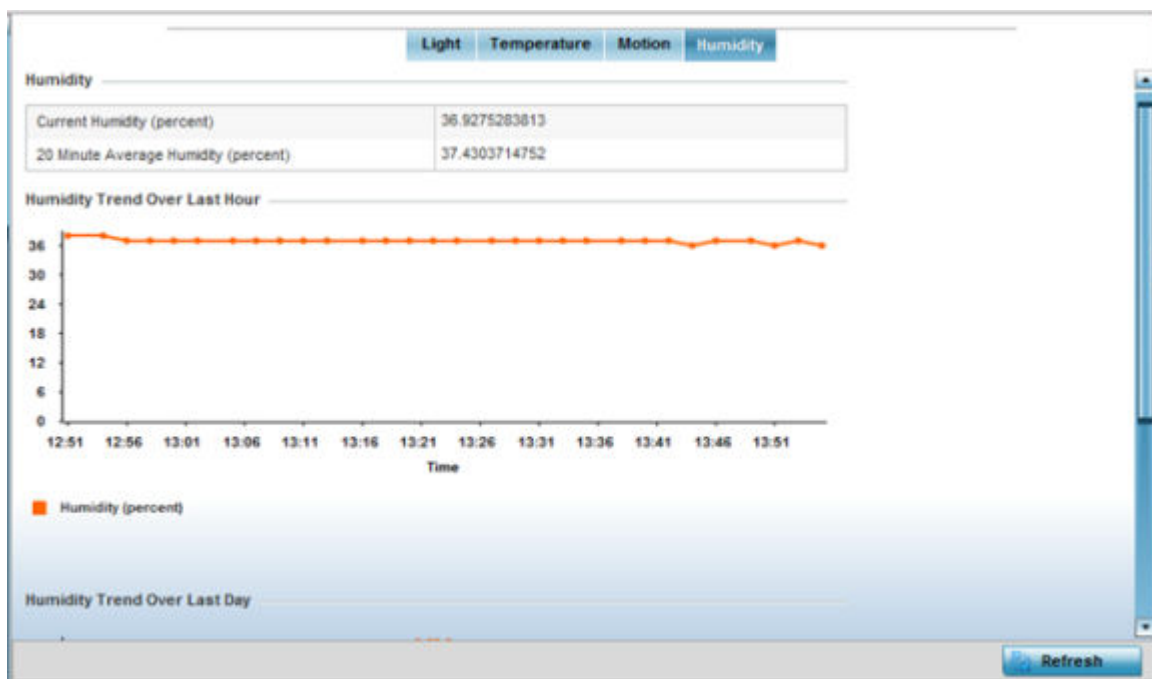 Light Temperature Motion Humidity
Humidity
Current Humidity (percent) 36.9275283813
20 Minute Average Humidity (percent) 37.4303714752
Humidity Trend Over Last Hour
36
30
24
18
12
6
0
12:51 12:56 13:01 13:06 13:11 13:16 13:21 13:26 13:31 13:36 13:41 13:46 13:51
Time
Humidity (percent)
Humidity Trend Over Last Day
Refresh